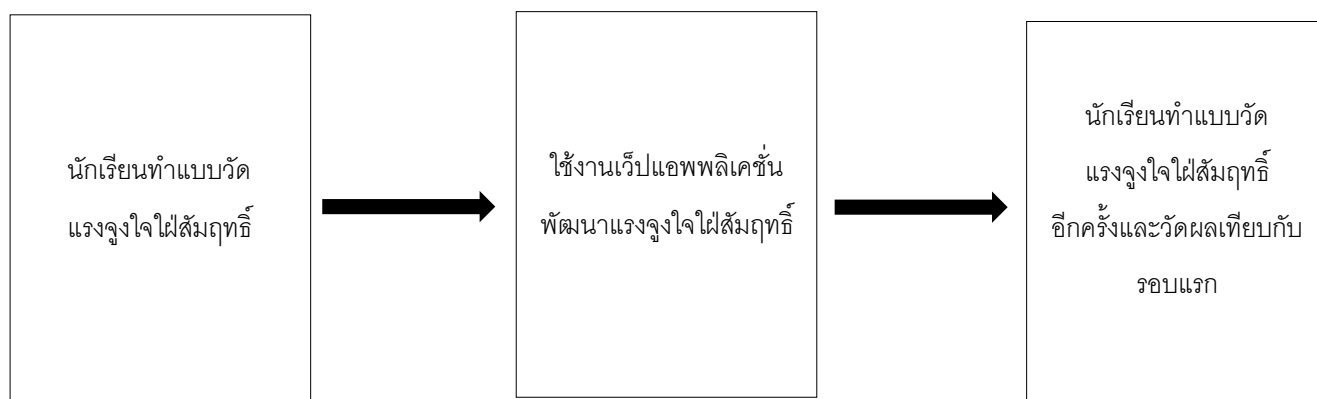 นักเรียนทำแบบวัด
แรงจูงใจใฝ่สัมฤทธิ์
ใช้งานเว็ปแอพพลิเคชั่น
พัฒนาแรงจูงใจใฝ่สัมฤทธิ์
นักเรียนทำแบบวัด
แรงจูงใจใฝ่สัมฤทธิ์
อีกครั้งและวัดผลเทียบกับ
รอบแรก